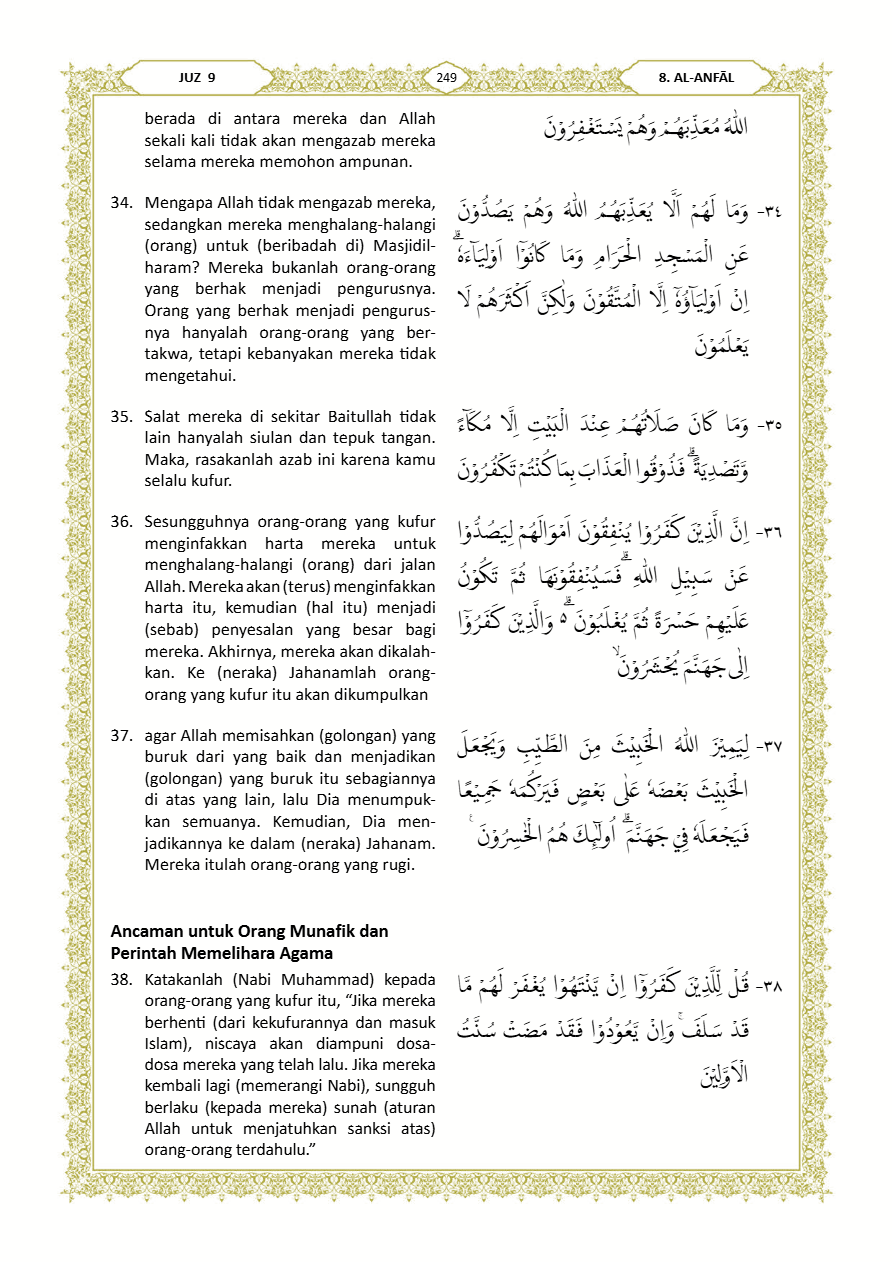 JUZ 9
249
8. AL-ANFĀL
berada di antara mereka dan Allah
sekali kali tidak akan mengazab mereka
selama mereka memohon ampunan.
اللّٰهُ مُعَذِّبَهُمْ وَهُمْ يَسْتَغْفِرُوْنَ
34. Mengapa Allah tidak mengazab mereka,
sedangkan mereka menghalang-halangi
(orang) untuk (beribadah di) Masjidil-
haram? Mereka bukanlah orang-orang
yang berhak menjadi pengurusnya.
Orang yang berhak menjadi pengurus-
nya hanyalah orang-orang yang ber-
takwa, tetapi kebanyakan mereka tidak
mengetahui.
٣٤- وَمَا لَهُمْ اَلَّا يُعَذِّبَهُمُ اللّٰهُ وَهُمْ يَصُدُّوْنَ
عَنِ الْمَسْجِدِ الْحَرَامِ وَمَا كَانُوْٓا اَوْلِيَاۤءَهٗۗ
اِنْ اَوْلِيَاۤؤُهٗٓ اِلَّا الْمُتَّقُوْنَ وَلٰكِنَّ اَكْثَرَهُمْ لَا
يَعْلَمُوْنَ
35. Salat mereka di sekitar Baitullah tidak
lain hanyalah siulan dan tepuk tangan.
Maka, rasakanlah azab ini karena kamu
selalu kufur.
٣٥- وَمَا كَانَ صَلَاتُهُمْ عِنْدَ الْبَيْتِ اِلَّا مُكَاۤءً
وَّتَصْدِيَةًۗ فَذُوْقُوا الْعَذَابَ بِمَا كُنْتُمْ تَكْفُرُوْنَ
36. Sesungguhnya orang-orang yang kufur
menginfakkan harta mereka untuk
menghalang-halangi (orang) dari jalan
Allah. Mereka akan (terus) menginfakkan
harta itu, kemudian (hal itu) menjadi
(sebab) penyesalan yang besar bagi
mereka. Akhirnya, mereka akan dikalah-
kan. Ke (neraka) Jahanamlah orang-
orang yang kufur itu akan dikumpulkan
٣٦- اِنَّ الَّذِيْنَ كَفَرُوْا يُنْفِقُوْنَ اَمْوَالَهُمْ لِيَصُدُّوْا
عَنْ سَبِيْلِ اللّٰهِۗ فَسَيُنْفِقُوْنَهَا ثُمَّ تَكُوْنُ
عَلَيْهِمْ حَسْرَةً ثُمَّ يُغْلَبُوْنَ ەۗ وَالَّذِيْنَ كَفَرُوْٓا
اِلٰى جَهَنَّمَ يُحْشَرُوْنَۙ
37. agar Allah memisahkan (golongan) yang
buruk dari yang baik dan menjadikan
(golongan) yang buruk itu sebagiannya
di atas yang lain, lalu Dia menumpuk-
kan semuanya. Kemudian, Dia men-
jadikannya ke dalam (neraka) Jahanam.
Mereka itulah orang-orang yang rugi.
٣٧- لِيَمِيْزَ اللّٰهُ الْخَبِيْثَ مِنَ الطَّيِّبِ وَيَجْعَلَ
الْخَبِيْثَ بَعْضَهٗ عَلٰى بَعْضٍ فَيَرْكُمَهٗ جَمِيْعًا
فَيَجْعَلَهٗ فِيْ جَهَنَّمَۗ اُولٰۤىِٕكَ هُمُ الْخٰسِرُوْنَ ࣖ
Ancaman untuk Orang Munafik dan
Perintah Memelihara Agama
38. Katakanlah (Nabi Muhammad) kepada
orang-orang yang kufur itu, “Jika mereka
berhenti (dari kekufurannya dan masuk
Islam), niscaya akan diampuni dosa-
dosa mereka yang telah lalu. Jika mereka
kembali lagi (memerangi Nabi), sungguh
berlaku (kepada mereka) sunah (aturan
Allah untuk menjatuhkan sanksi atas)
orang-orang terdahulu.”
٣٨- قُلْ لِّلَّذِيْنَ كَفَرُوْٓا اِنْ يَّنْتَهُوْا يُغْفَرْ لَهُمْ مَّا
قَدْ سَلَفَۚ وَاِنْ يَّعُوْدُوْا فَقَدْ مَضَتْ سُنَّتُ
الْاَوَّلِيْنَ